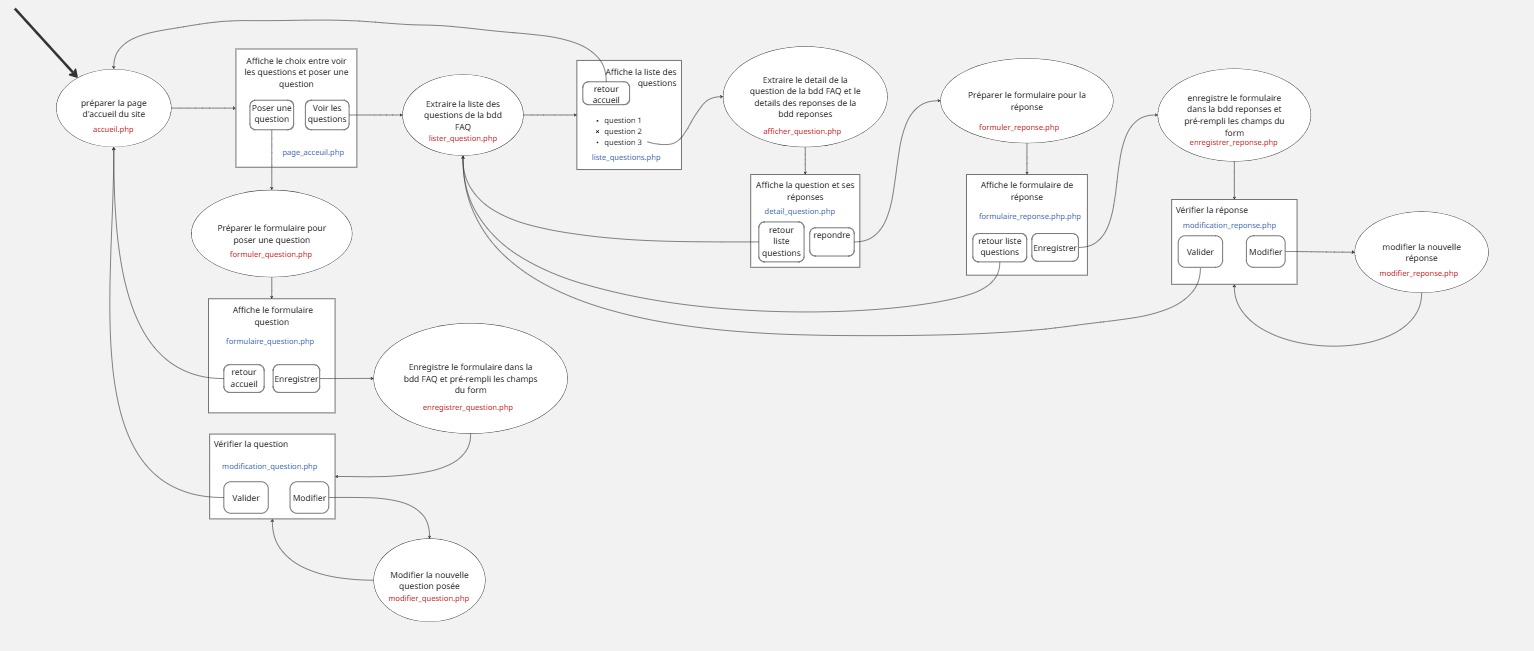 préparer la page
d'accueil du site
accueil.php
Affiche le choix entre voir
les questions et poser une
question
Poser une
question
Voir les
questions
page_acceuil.php
Extraire la liste des
questions de la bdd
FAQ
lister_question.php
Affiche la liste des
questions
retour
accueil
• question 1
× question 2
• question 3
liste_questions.php
Extraire le detail de la
question de la bdd FAQ et le
details des reponses de la
bdd reponses
afficher_question.php
Préparer le formulaire pour la
réponse
formuler_reponse.php
enregistre le formulaire
dans la bdd reponses et
pré-rempli les champs du
form
enregistrer_reponse.php
Affiche la question et ses
réponses
detail_question.php
retour
liste
questions
repondre
Affiche le formulaire de
réponse
formulaire_reponse.php.php
retour liste
questions
Enregistrer
Vérifier la réponse
modification_reponse.php
Valider
Modifier
modifier la nouvelle
réponse
modifier_reponse.php
Préparer le formulaire pour
poser une question
formuler_question.php
Affiche le formulaire
question
formulaire_question.php
retour
accueil
Enregistrer
Enregistre le formulaire dans la
bdd FAQ et pré-rempli les champs
du form
enregistrer_question.php
Vérifier la question
modification_question.php
Valider
Modifier
Modifier la nouvelle
question posée
modifier_question.php